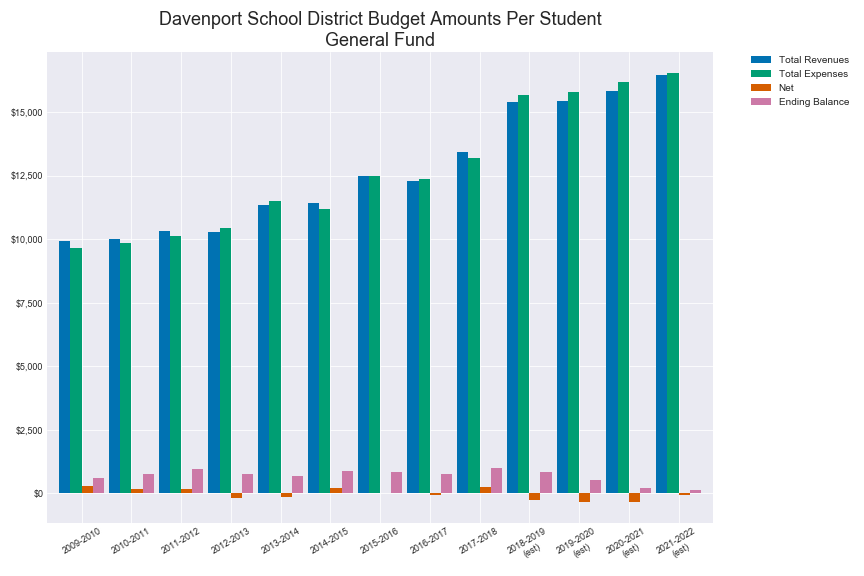 Davenport School District Budget Amounts Per Student
General Fund
Total Revenues
Total Expenses
Net
Ending Balance
$15,000
$12,500
$10,000
$7,500
$5,000
$2,500
$0
2009-2010
2010-2011
2011-2012
2012-2013
2013-2014
2014-2015
2015-2016
2016-2017
2017-2018
2018-2019
(est)
2019-2020
(est)
2020-2021
(est)
2021-2022
(est)